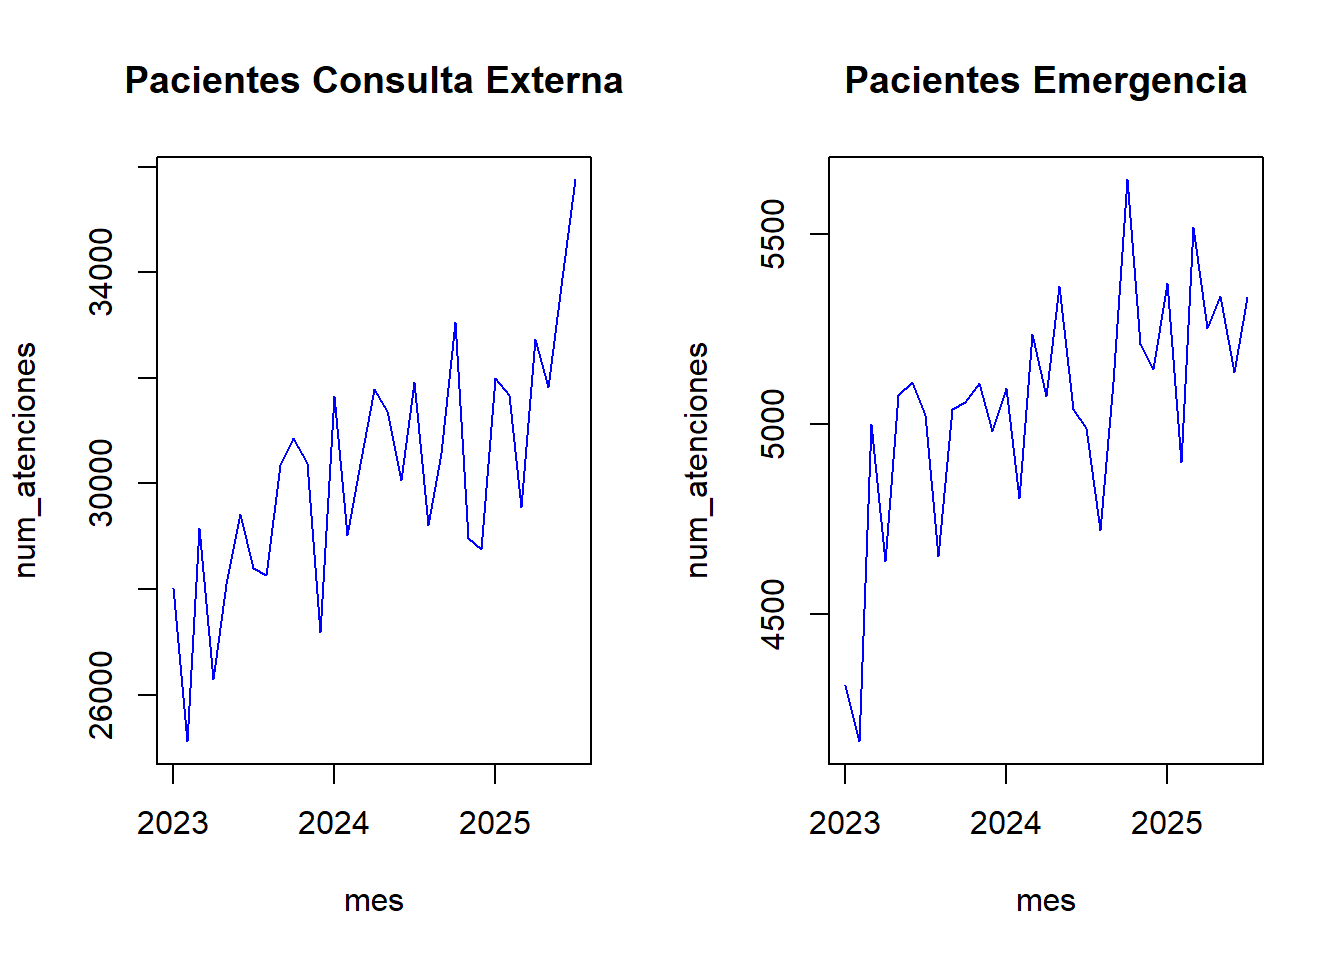 Pacientes Consulta Externa
num_atenciones
34000
30000
26000
2023 2024 2025
mes
Pacientes Emergencia
num_atenciones
5500
5000
4500
2023 2024 2025
mes